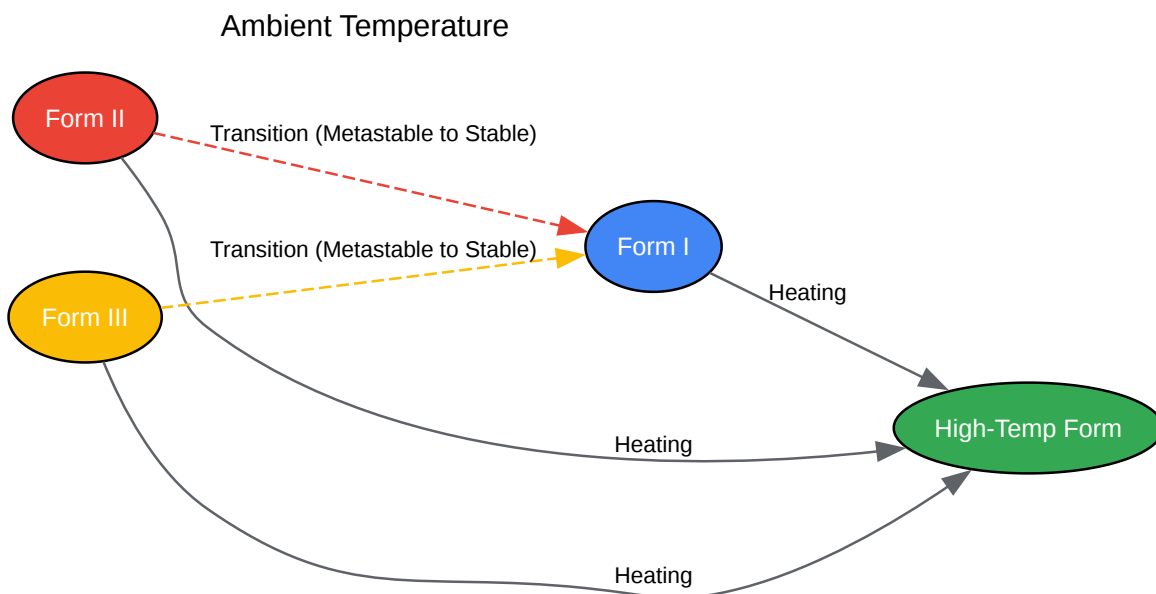 Ambient Temperature
Form II
Transition (Metastable to Stable)
Form I
Transition (Metastable to Stable)
Form III
Heating
High-Temp Form
Heating
Heating